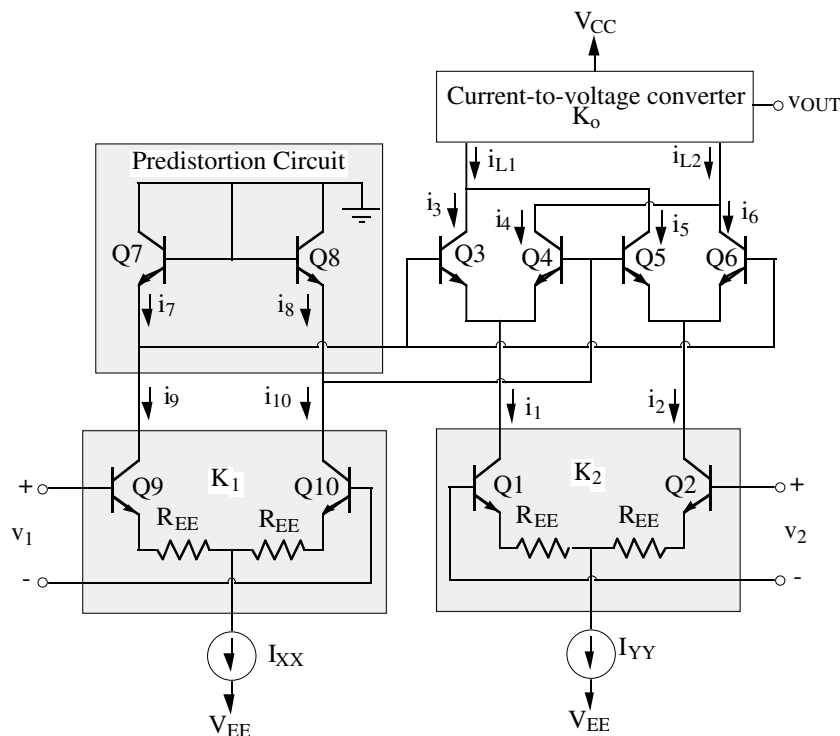 V_CC
Current-to-voltage converter
K_o
v_OUT
Predistortion Circuit
i_L1
i_L2
i_3
i_4
i_5
i_6
Q7
Q8
Q3
Q4
Q5
Q6
i_7
i_8
i_9
i_10
i_1
i_2
+
Q9
K_1
Q10
Q1
K_2
Q2
+
v_1
R_EE
R_EE
R_EE
R_EE
v_2
-
-
I_XX
I_YY
V_EE
V_EE